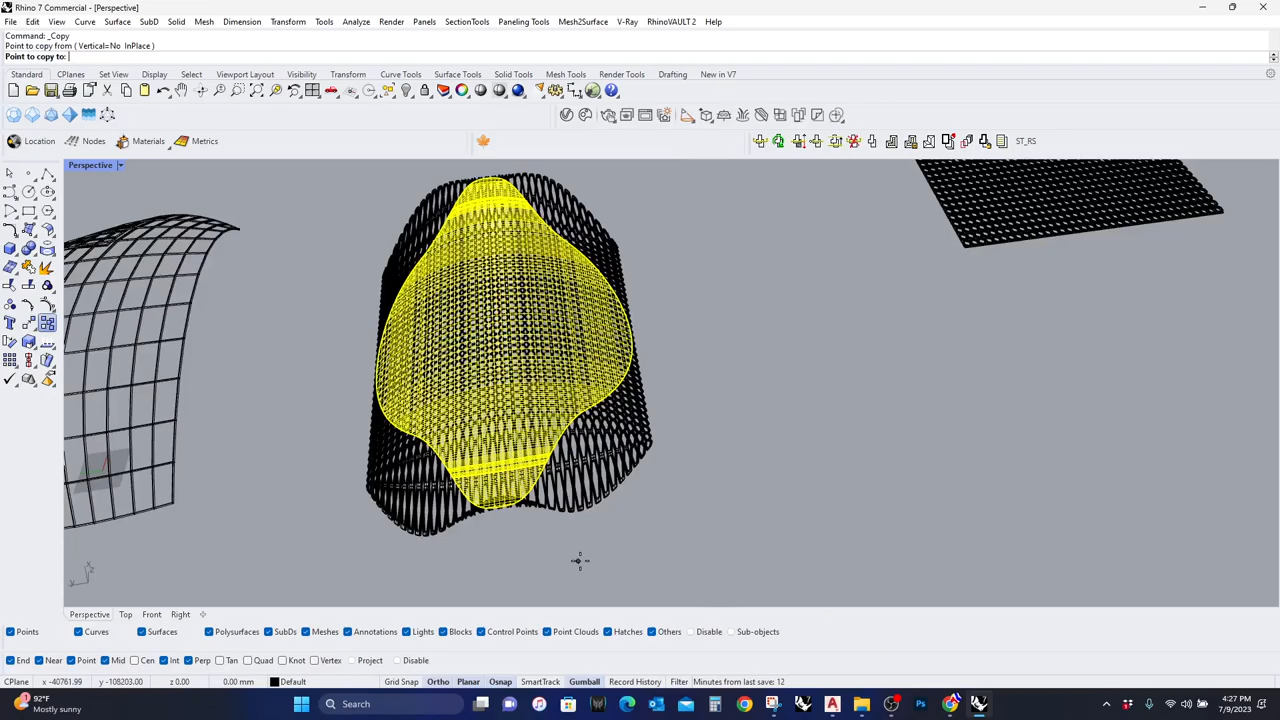 Rhino 7 Commercial - [Perspective]
File Edit View Curve Surface SubD Solid Mesh Dimension Transform Tools Analyze Render Panels SectionTools Paneling Tools Mesh2Surface V-Ray RhinoVAULT 2 Help
Command: _Copy
Point to copy from ( Vertical=No InPlace )
Point to copy to:
Standard CPlanes Set View Display Select Viewport Layout Visibility Transform Curve Tools Surface Tools Solid Tools Mesh Tools Render Tools Drafting New in V7
Location Nodes Materials Metrics ST_RS
Perspective
Perspective Top Front Right
Points Curves Surfaces Polysurfaces SubDs Meshes Annotations Lights Blocks Control Points Point Clouds Hatches Others Disable Sub-objects
End Near Point Mid Cen Int Perp Tan Quad Knot Vertex Project Disable
CPlane x -40761.99 y -108203.00 z 0.00 0.00 mm Default Grid Snap Ortho Planar Osnap SmartTrack Gumball Record History Filter Minutes from last save: 12
92°F
Mostly sunny
Search
4:27 PM
7/9/2023